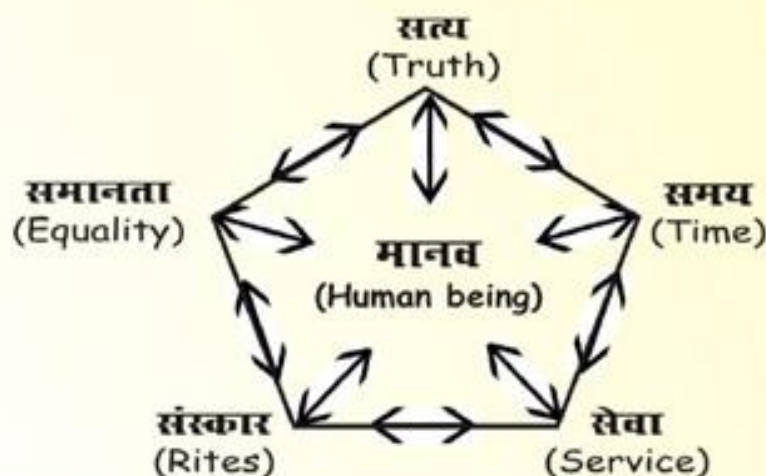 सत्य
(Truth)
समानता
(Equality)
समय
(Time)
मानव
(Human being)
संस्कार
(Rites)
सेवा
(Service)